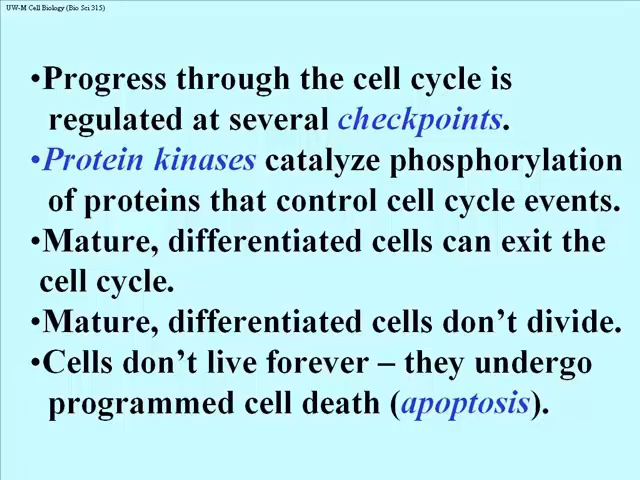 UW-M Cell Biology (Bio Sci 315)
•Progress through the cell cycle is
regulated at several checkpoints.
•Protein kinases catalyze phosphorylation
of proteins that control cell cycle events.
•Mature, differentiated cells can exit the
cell cycle.
•Mature, differentiated cells don’t divide.
•Cells don’t live forever – they undergo
programmed cell death (apoptosis).